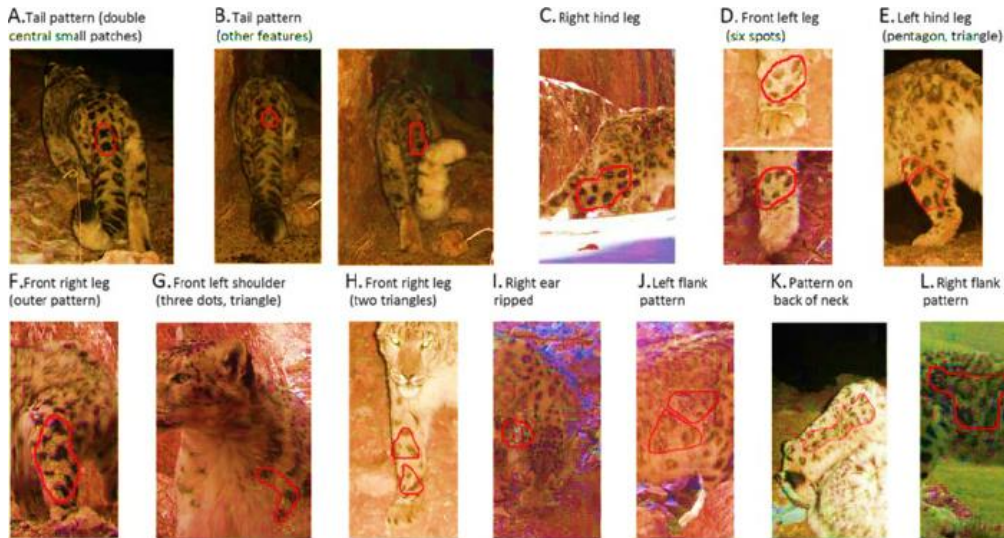 A. Tail pattern (double
central small patches)
B. Tail pattern
(other features)
C. Right hind leg
D. Front left leg
(six spots)
E. Left hind leg
(pentagon, triangle)
F. Front right leg
(outer pattern)
G. Front left shoulder
(three dots, triangle)
H. Front right leg
(two triangles)
I. Right ear
ripped
J. Left flank
pattern
K. Pattern on
back of neck
L. Right flank
pattern